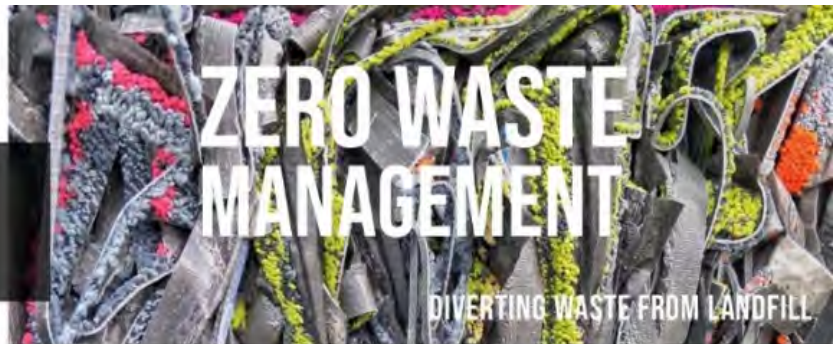 ZERO WASTE
MANAGEMENT
DIVERTING WASTE FROM LANDFILL